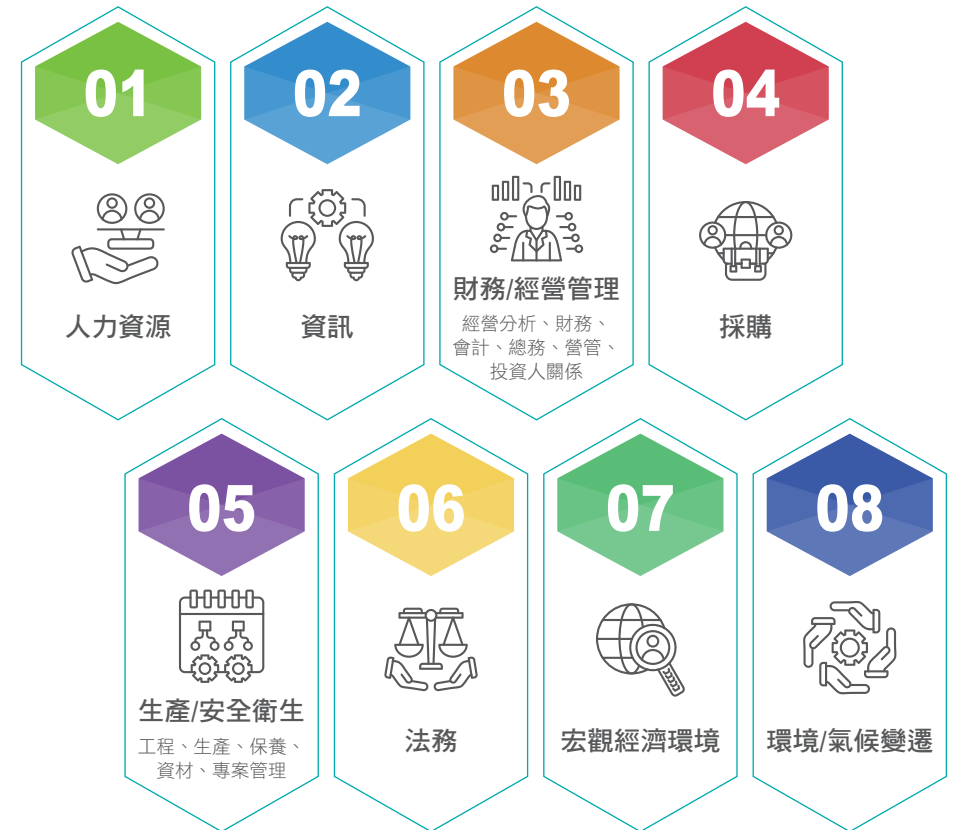 01
人力資源
02
資訊
03
財務/經營管理
經營分析、財務、
會計、總務、營管、
投資人關係
04
採購
05
生產/安全衛生
工程、生產、保養、
資材、專案管理
06
法務
07
宏觀經濟環境
08
環境/氣候變遷